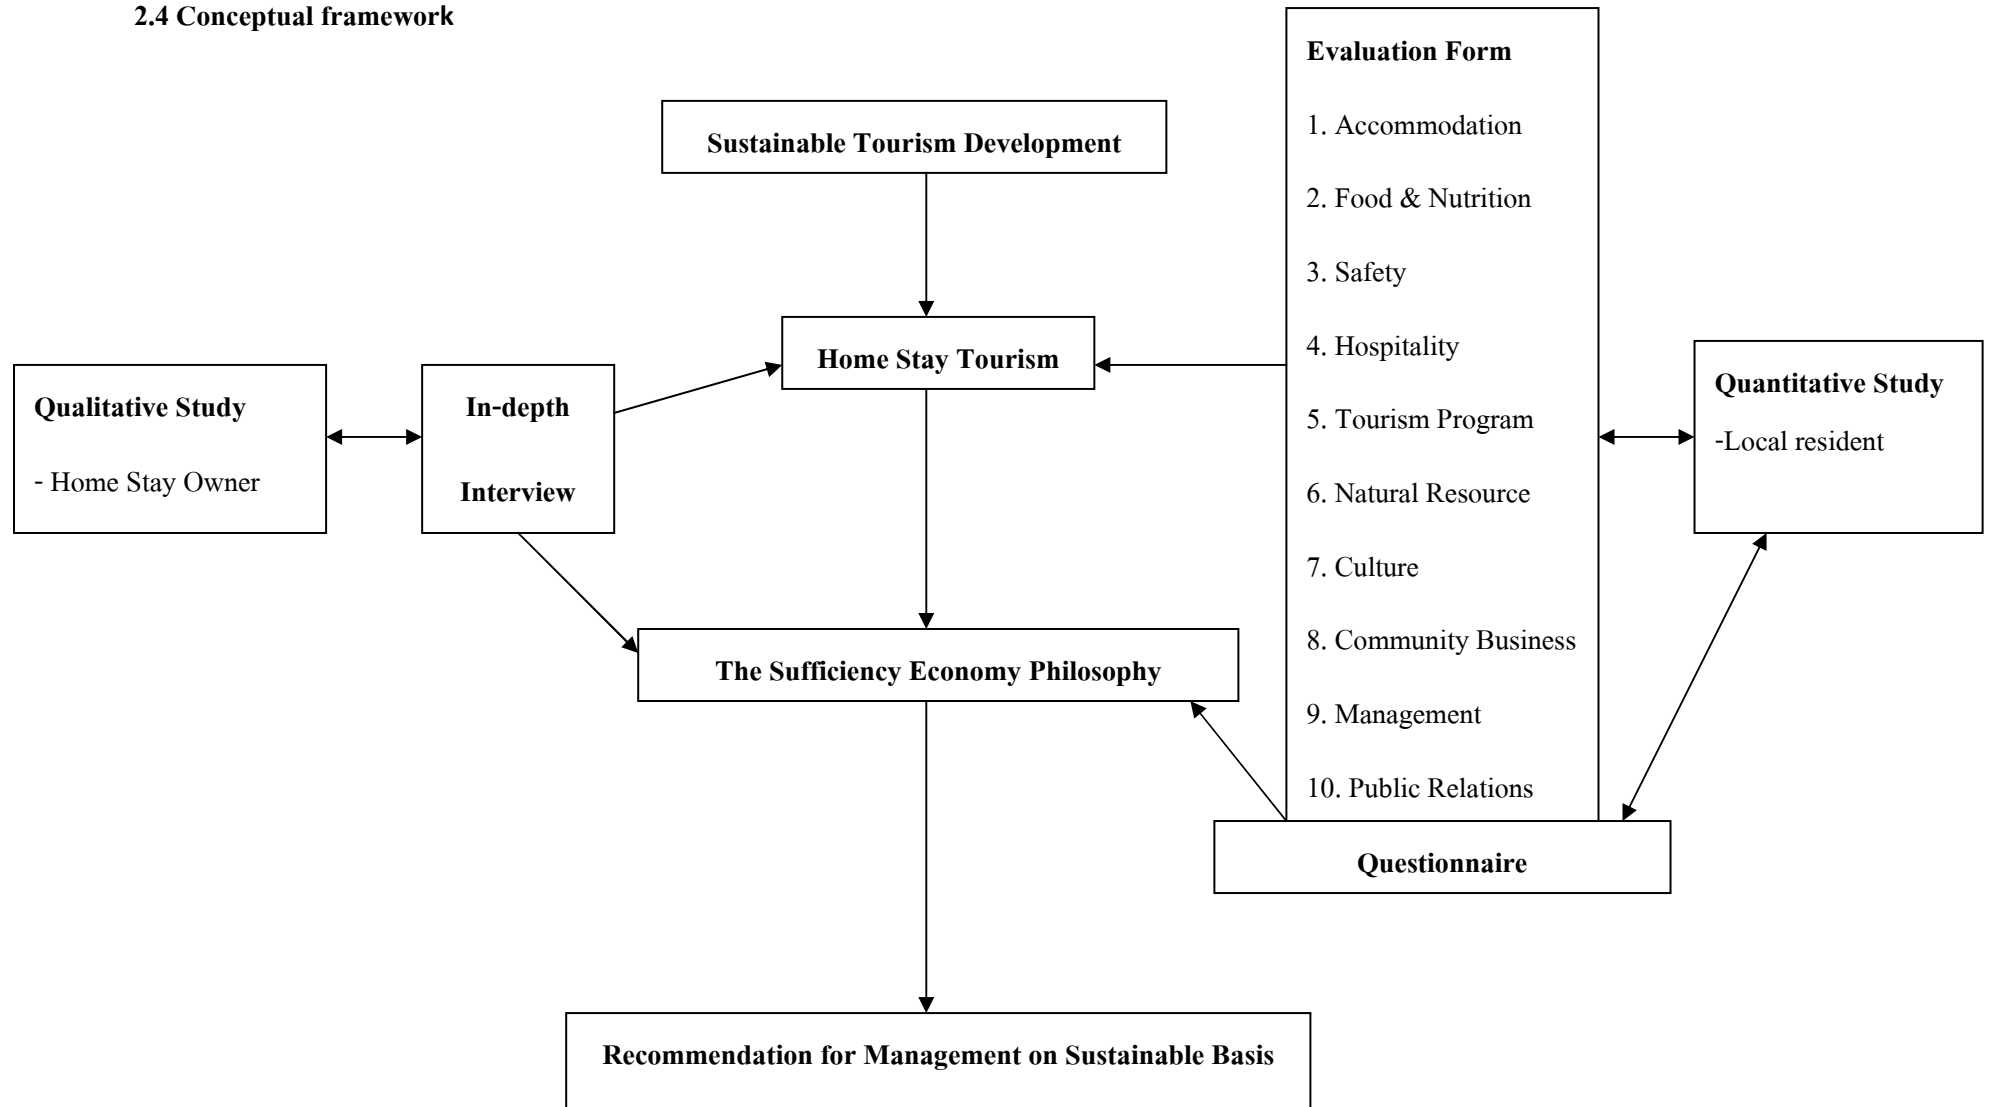 2.4 Conceptual framework
Sustainable Tourism Development
Home Stay Tourism
Qualitative Study
- Home Stay Owner
In-depth
Interview
The Sufficiency Economy Philosophy
Recommendation for Management on Sustainable Basis
Evaluation Form
1. Accommodation
2. Food & Nutrition
3. Safety
4. Hospitality
5. Tourism Program
6. Natural Resource
7. Culture
8. Community Business
9. Management
10. Public Relations
Questionnaire
Quantitative Study
-Local resident